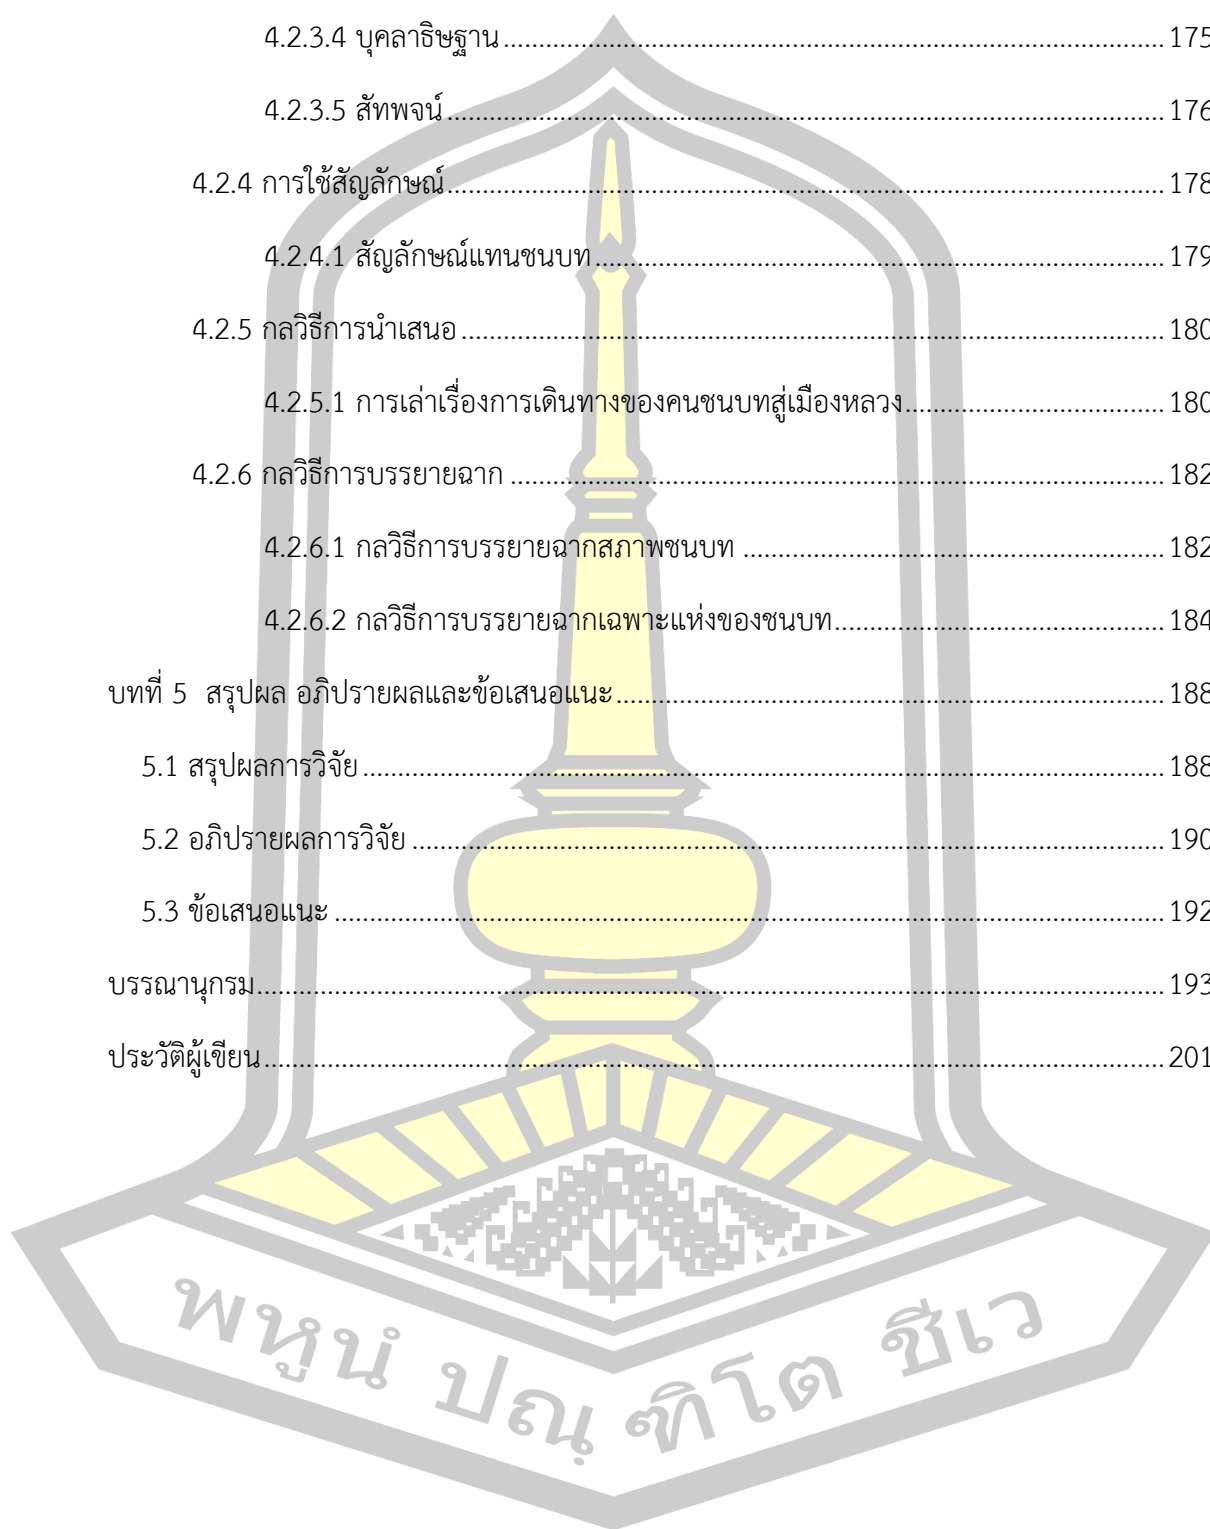 4.2.3.4 บุคลาธิษฐาน ........ 175
4.2.3.5 สัทพจน์ ........ 176
4.2.4 การใช้สัญลักษณ์ ........ 178
4.2.4.1 สัญลักษณ์แทนชนบท ........ 179
4.2.5 กลวิธีการนำเสนอ ........ 180
4.2.5.1 การเล่าเรื่องการเดินทางของคนชนบทสู่เมืองหลวง ........ 180
4.2.6 กลวิธีการบรรยายฉาก ........ 182
4.2.6.1 กลวิธีการบรรยายฉากสภาพชนบท ........ 182
4.2.6.2 กลวิธีการบรรยายฉากเฉพาะแห่งของชนบท ........ 184
บทที่ 5 สรุปผล อภิปรายผลและข้อเสนอแนะ ........ 188
5.1 สรุปผลการวิจัย ........ 188
5.2 อภิปรายผลการวิจัย ........ 190
5.3 ข้อเสนอแนะ ........ 192
บรรณานุกรม ........ 193
ประวัติผู้เขียน ........ 201
พหูนํ ปณฺฑิโต ชีเว